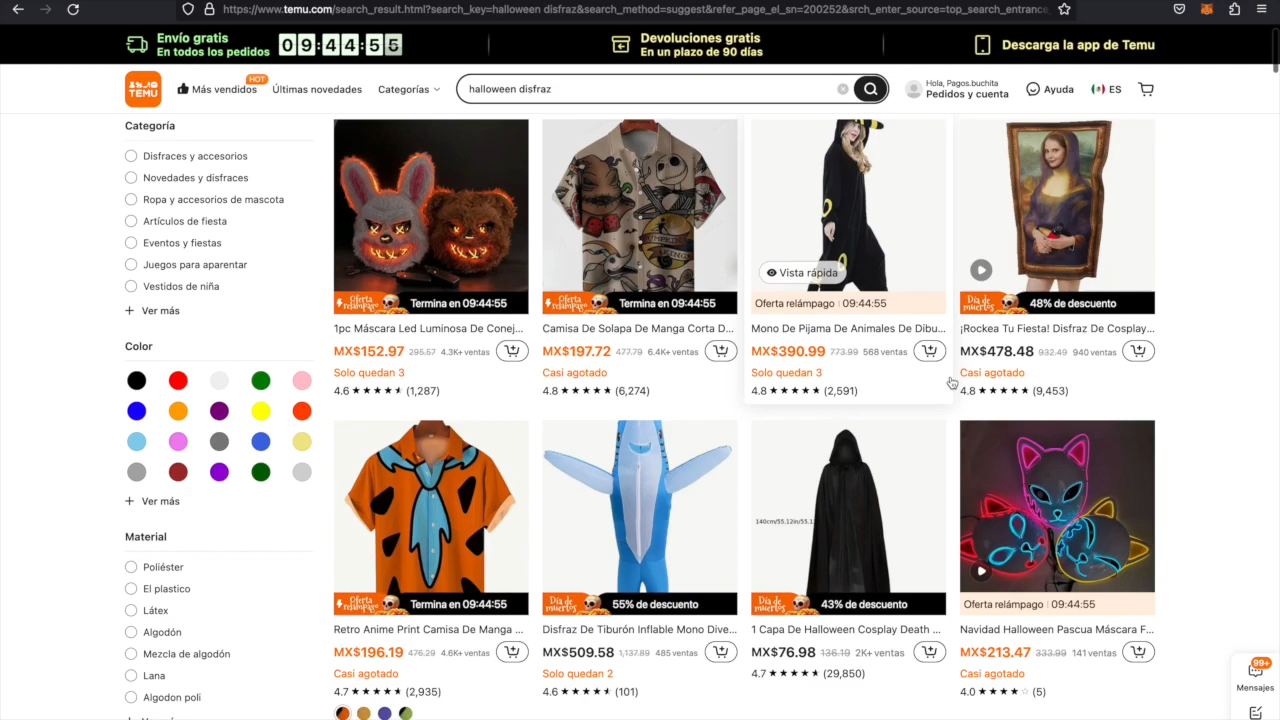 https://www.temu.com/search_result.html?search_key=halloween disfraz&search_method=suggest&refer_page_el_sn=200252&srch_enter_source=top_search_entrance_
Envío gratis
En todos los pedidos
09:44:55
Devoluciones gratis
En un plazo de 90 días
Descarga la app de Temu
TEMU
Más vendidos
HOT
Últimas novedades
Categorías
halloween disfraz
Hola, Pagos.buchita
Pedidos y cuenta
Ayuda
ES
Categoría
Disfraces y accesorios
Novedades y disfraces
Ropa y accesorios de mascota
Artículos de fiesta
Eventos y fiestas
Juegos para aparentar
Vestidos de niña
+ Ver más
Color
+ Ver más
Material
Poliéster
El plastico
Látex
Algodón
Mezcla de algodón
Lana
Algodon poli
Oferta relámpago
Termina en 09:44:55
1pc Máscara Led Luminosa De Conej...
MX$152.97 295.57 4.3K+ventas
Solo quedan 3
4.6 ★★★★★ (1,287)
Oferta relámpago
Termina en 09:44:55
Camisa De Solapa De Manga Corta D...
MX$197.72 477.79 6.4K+ventas
Casi agotado
4.8 ★★★★★ (6,274)
Vista rápida
Oferta relámpago | 09:44:55
Mono De Pijama De Animales De Dibu...
MX$390.99 773.99 568 ventas
Solo quedan 3
4.8 ★★★★★ (2,591)
Día de muertos
48% de descuento
¡Rockea Tu Fiesta! Disfraz De Cosplay...
MX$478.48 932.49 940 ventas
Casi agotado
4.8 ★★★★★ (9,453)
Oferta relámpago
Termina en 09:44:55
Retro Anime Print Camisa De Manga ...
MX$196.19 476.29 4.6K+ventas
Casi agotado
4.7 ★★★★★ (2,935)
Día de muertos
55% de descuento
Disfraz De Tiburón Inflable Mono Dive...
MX$509.58 1,137.89 485 ventas
Solo quedan 2
4.6 ★★★★★ (101)
140cm/55.12in/55.1
Día de muertos
43% de descuento
1 Capa De Halloween Cosplay Death ...
MX$76.98 136.19 2K+ ventas
4.7 ★★★★★ (29,850)
Oferta relámpago | 09:44:55
Navidad Halloween Pascua Máscara F...
MX$213.47 333.99 141 ventas
Casi agotado
4.0 ★★★★☆ (5)
99+
Mensajes